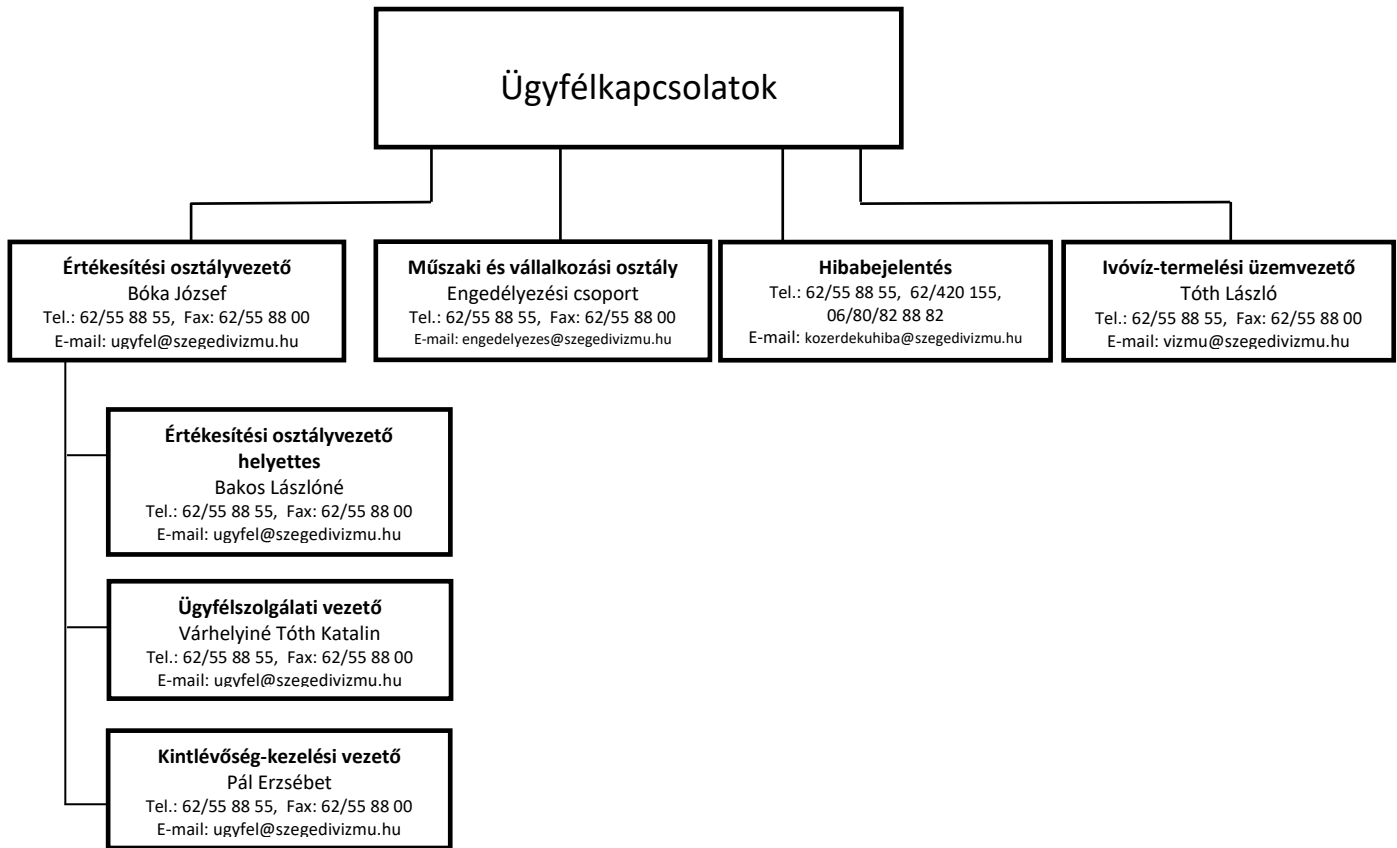 Ügyfélkapcsolatok
Értékesítési osztályvezető
Bóka József
Tel.: 62/55 88 55, Fax: 62/55 88 00
E-mail: ugyfel@szegedivizmu.hu
Műszaki és vállalkozási osztály
Engedélyezési csoport
Tel.: 62/55 88 55, Fax: 62/55 88 00
E-mail: engedelyezes@szegedivizmu.hu
Hibabejelentés
Tel.: 62/55 88 55, 62/420 155,
06/80/82 88 82
E-mail: kozerdekuhiba@szegedivizmu.hu
Ivóvíz-termelési üzemvezető
Tóth László
Tel.: 62/55 88 55, Fax: 62/55 88 00
E-mail: vizmu@szegedivizmu.hu
Értékesítési osztályvezető
helyettes
Bakos Lászlóné
Tel.: 62/55 88 55, Fax: 62/55 88 00
E-mail: ugyfel@szegedivizmu.hu
Ügyfélszolgálati vezető
Várhelyiné Tóth Katalin
Tel.: 62/55 88 55, Fax: 62/55 88 00
E-mail: ugyfel@szegedivizmu.hu
Kintlévőség-kezelési vezető
Pál Erzsébet
Tel.: 62/55 88 55, Fax: 62/55 88 00
E-mail: ugyfel@szegedivizmu.hu